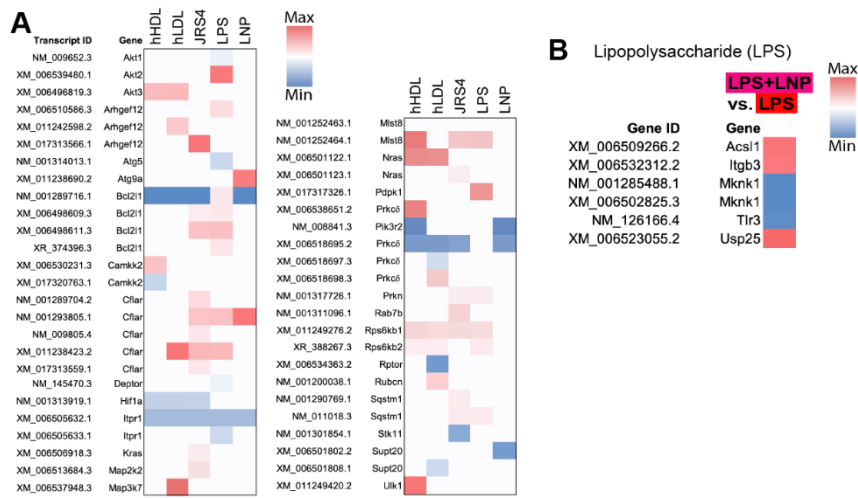 A
hHDL hLDL JRS4 LPS LNP
Max
Min
Transcript ID Gene
NM_009652.3 Akt1
XM_006539480.1 Akt2
XM_006496819.3 Akt3
XM_006510586.3 Arhgef12
XM_011242598.2 Arhgef12
XM_017313566.1 Arhgef12
NM_001314013.1 Atg5
XM_011238690.2 Atg9a
NM_001289716.1 Bcl2l1
XM_006498609.3 Bcl2l1
XM_006498611.3 Bcl2l1
XR_374396.3 Bcl2l1
XM_006530231.3 Camkk2
XM_017320763.1 Camkk2
NM_001289704.2 Cflar
NM_001293805.1 Cflar
NM_009805.4 Cflar
XM_011238423.2 Cflar
XM_017313559.1 Cflar
NM_145470.3 Deptor
NM_001313919.1 Hif1a
XM_006505632.1 Itpr1
XM_006505633.1 Itpr1
XM_006506918.3 Kras
XM_006513684.3 Map2k2
XM_006537948.3 Map3k7
hHDL hLDL JRS4 LPS LNP
NM_001252463.1 Mlst8
NM_001252464.1 Mlst8
XM_006501122.1 Nras
XM_006501123.1 Nras
XM_017317326.1 Pdpk1
XM_006538651.2 Prkcδ
NM_008841.3 Pik3r2
XM_006518695.2 Prkcδ
XM_006518697.3 Prkcδ
XM_006518698.3 Prkcδ
NM_001317726.1 Prkn
NM_001311096.1 Rab7b
XM_011249276.2 Rps6kb1
XR_388267.3 Rps6kb2
XM_006534363.2 Rptor
NM_001200038.1 Rubcn
NM_001290769.1 Sqstm1
NM_011018.3 Sqstm1
NM_001301854.1 Stk11
XM_006501802.2 Supt20
XM_006501808.1 Supt20
XM_011249420.2 Ulk1
B
Lipopolysaccharide (LPS)
LPS+LNP
vs. LPS
Max
Min
Gene ID Gene
XM_006509266.2 Acsl1
XM_006532312.2 Itgb3
NM_001285488.1 Mknk1
XM_006502825.3 Mknk1
NM_126166.4 Tlr3
XM_006523055.2 Usp25